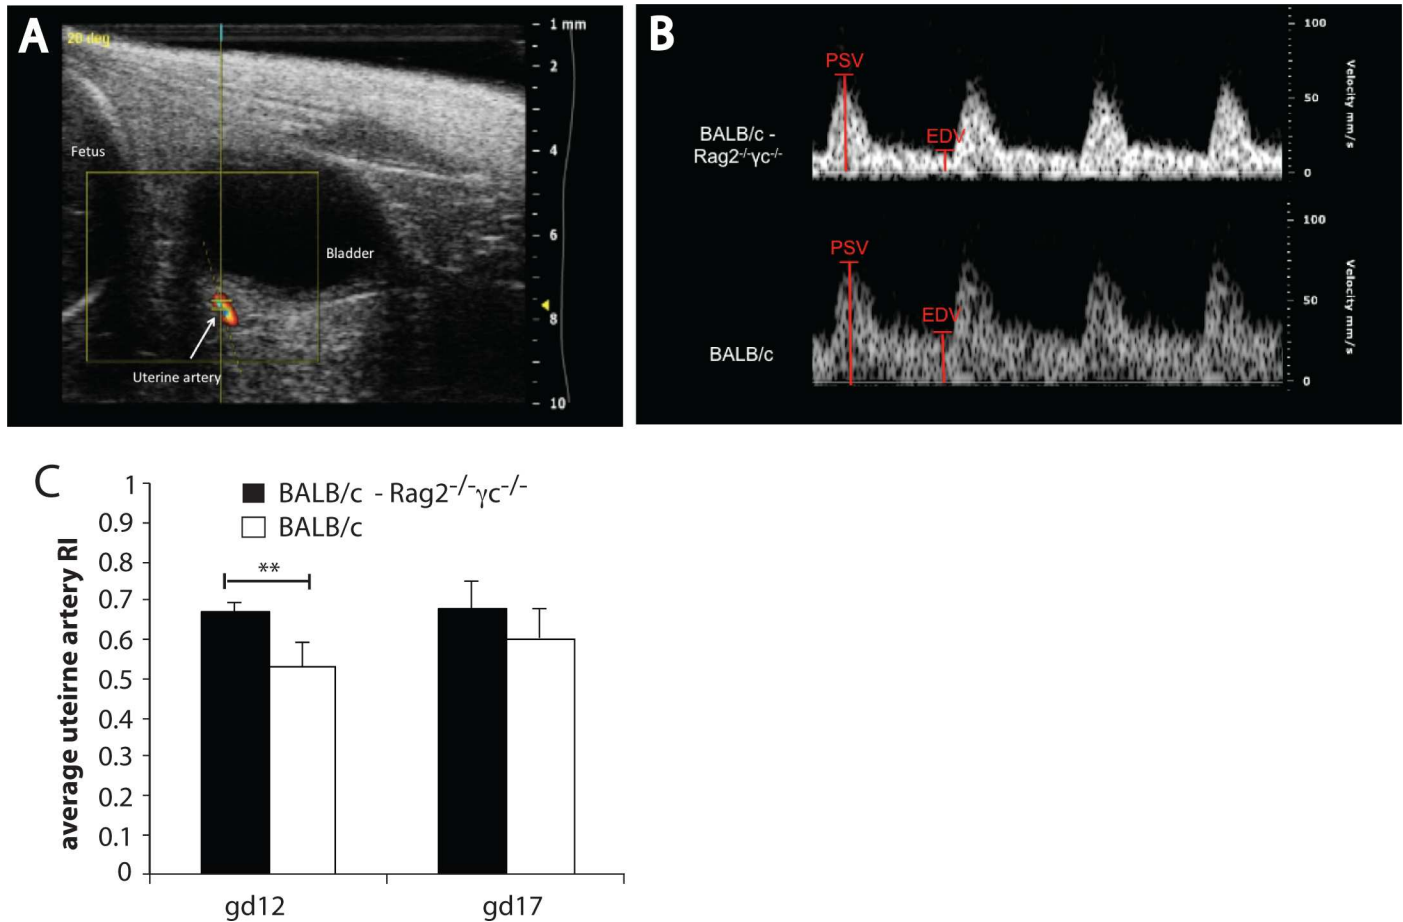 A
20 deg
1 mm
2
4
6
8
10
Fetus
Bladder
Uterine artery
B
BALB/c -
Rag2⁻/⁻γc⁻/⁻
PSV
EDV
100
50
0
Velocity mm/s
BALB/c
PSV
EDV
100
50
0
Velocity mm/s
C
BALB/c - Rag2⁻/⁻γc⁻/⁻
BALB/c
**
average uteirne artery RI
1
0.9
0.8
0.7
0.6
0.5
0.4
0.3
0.2
0.1
0
gd12
gd17